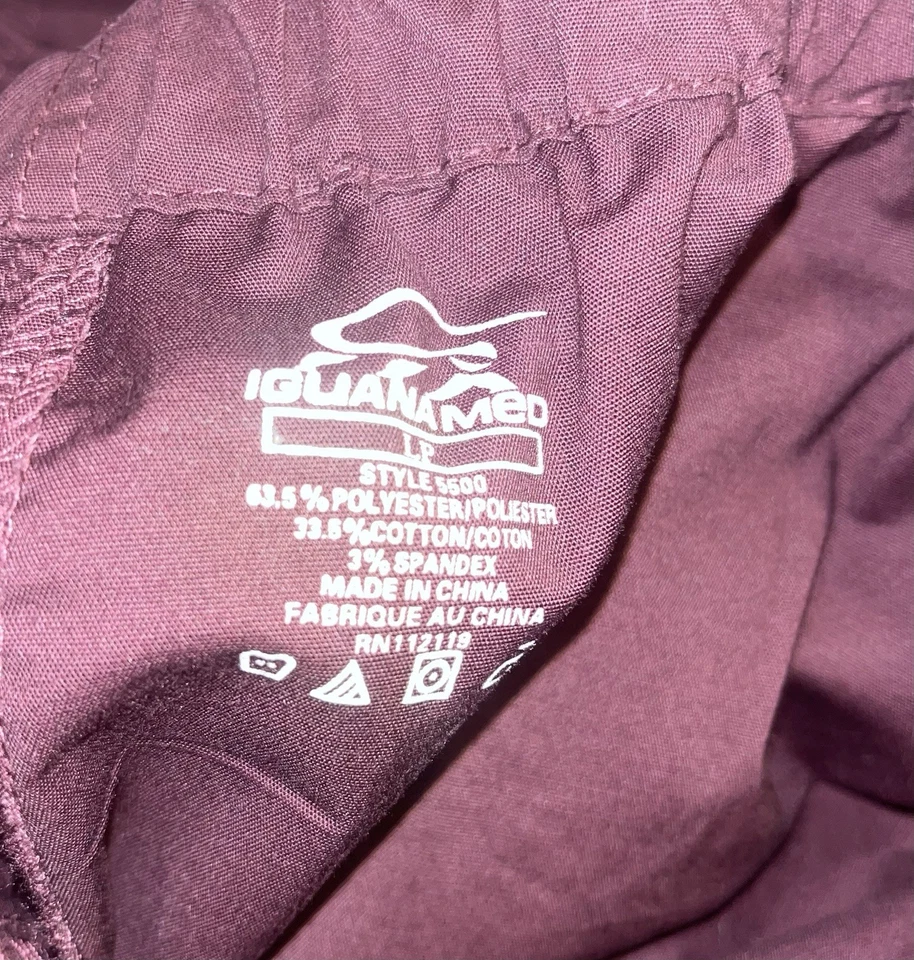 IGUANAMED
LP
STYLE 5500
63.5% POLYESTER/POLIESTER
33.5% COTTON/COTON
3% SPANDEX
MADE IN CHINA
FABRIQUE AU CHINA
RN112119